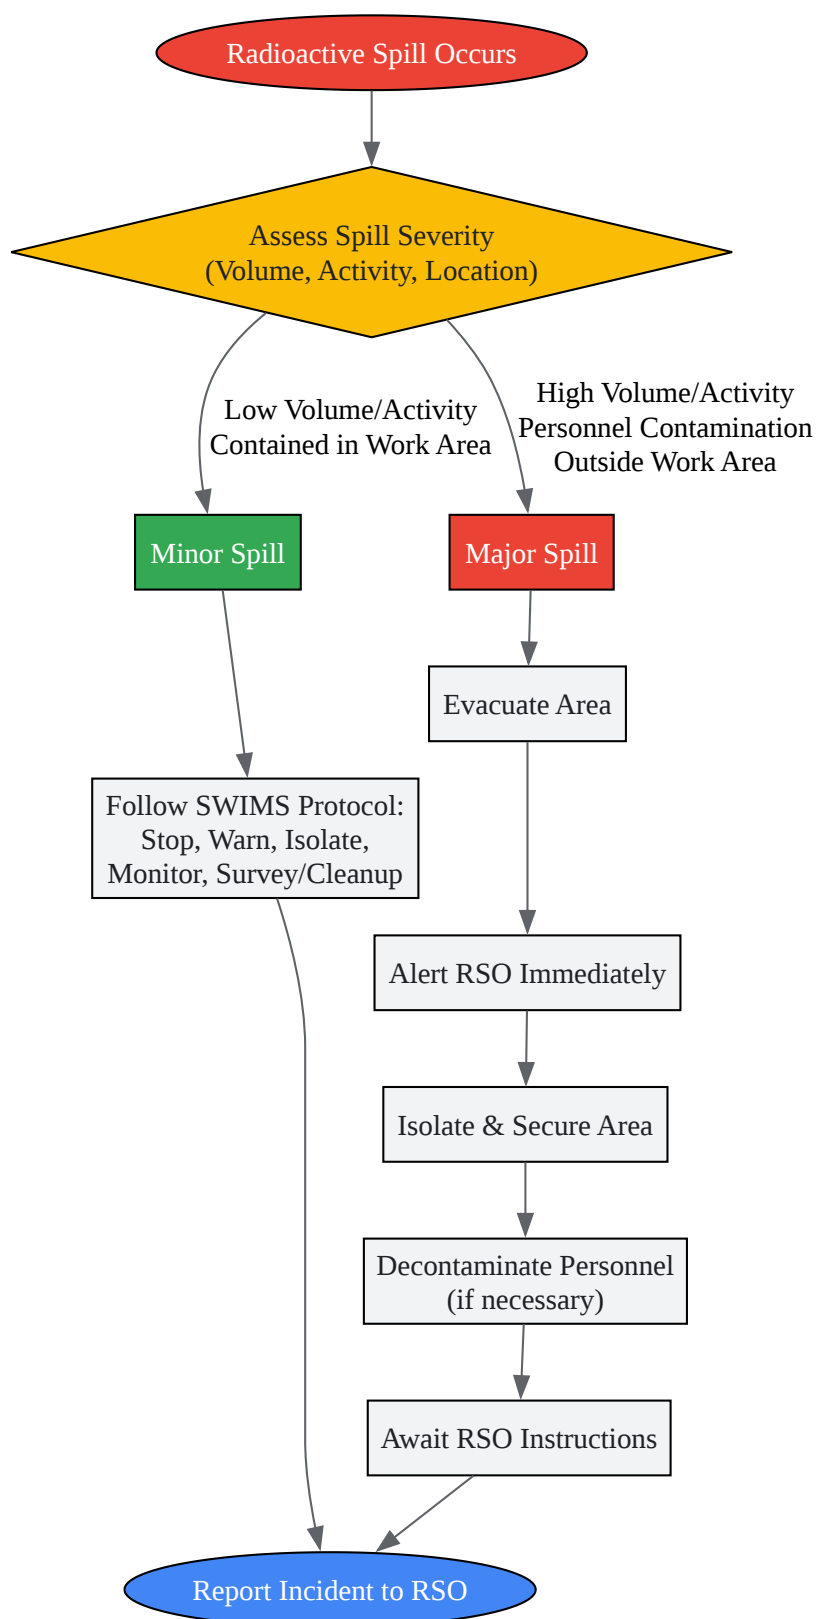 Radioactive Spill Occurs
Assess Spill Severity
(Volume, Activity, Location)
Low Volume/Activity
Contained in Work Area
High Volume/Activity
Personnel Contamination
Outside Work Area
Minor Spill
Major Spill
Evacuate Area
Follow SWIMS Protocol:
Stop, Warn, Isolate,
Monitor, Survey/Cleanup
Alert RSO Immediately
Isolate & Secure Area
Decontaminate Personnel
(if necessary)
Await RSO Instructions
Report Incident to RSO